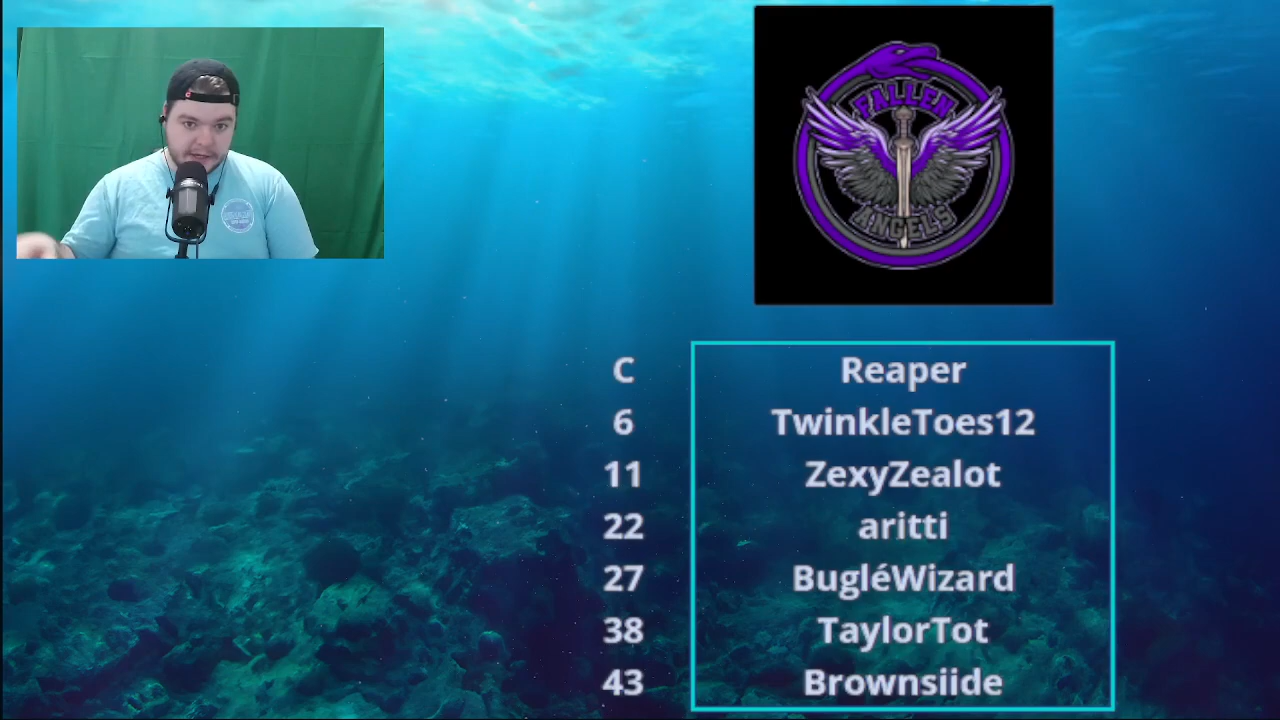 FALLEN
ANGELS
C Reaper
6 TwinkleToes12
11 ZexyZealot
22 aritti
27 BugléWizard
38 TaylorTot
43 Brownsiide